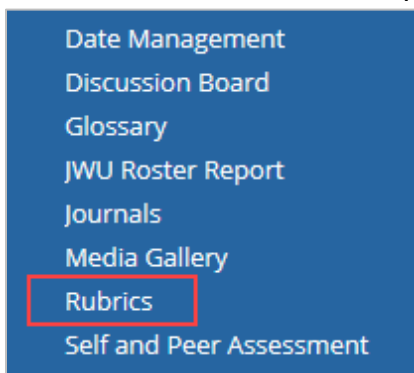 Date Management
Discussion Board
Glossary
JWU Roster Report
Journals
Media Gallery
Rubrics
Self and Peer Assessment